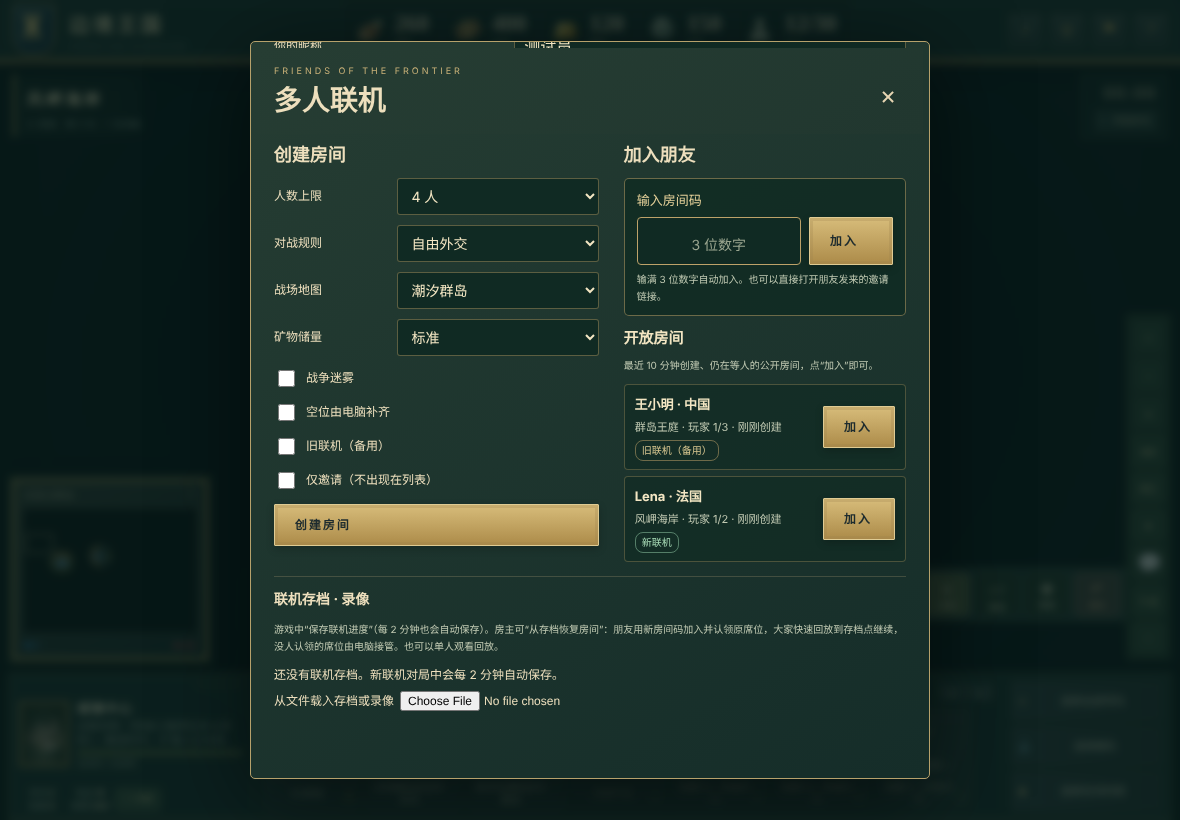 你的昵称
测试员
FRIENDS OF THE FRONTIER
多人联机
×
创建房间
人数上限
4 人
对战规则
自由外交
战场地图
潮汐群岛
矿物储量
标准
战争迷雾
空位由电脑补齐
旧联机（备用）
仅邀请（不出现在列表）
创建房间
加入朋友
输入房间码
3 位数字
加入
输满 3 位数字自动加入。也可以直接打开朋友发来的邀请
链接。
开放房间
最近 10 分钟创建、仍在等人的公开房间，点“加入”即可。
王小明 · 中国
群岛王庭 · 玩家 1/3 · 刚刚创建
旧联机（备用）
加入
Lena · 法国
风岬海岸 · 玩家 1/2 · 刚刚创建
新联机
加入
联机存档 · 录像
游戏中“保存联机进度”（每 2 分钟也会自动保存）。房主可“从存档恢复房间”：朋友用新房间码加入并认领原席位，大家快速回放到存档点继续，
没人认领的席位由电脑接管。也可以单人观看回放。
还没有联机存档。新联机对局中会每 2 分钟自动保存。
从文件载入存档或录像 Choose File No file chosen